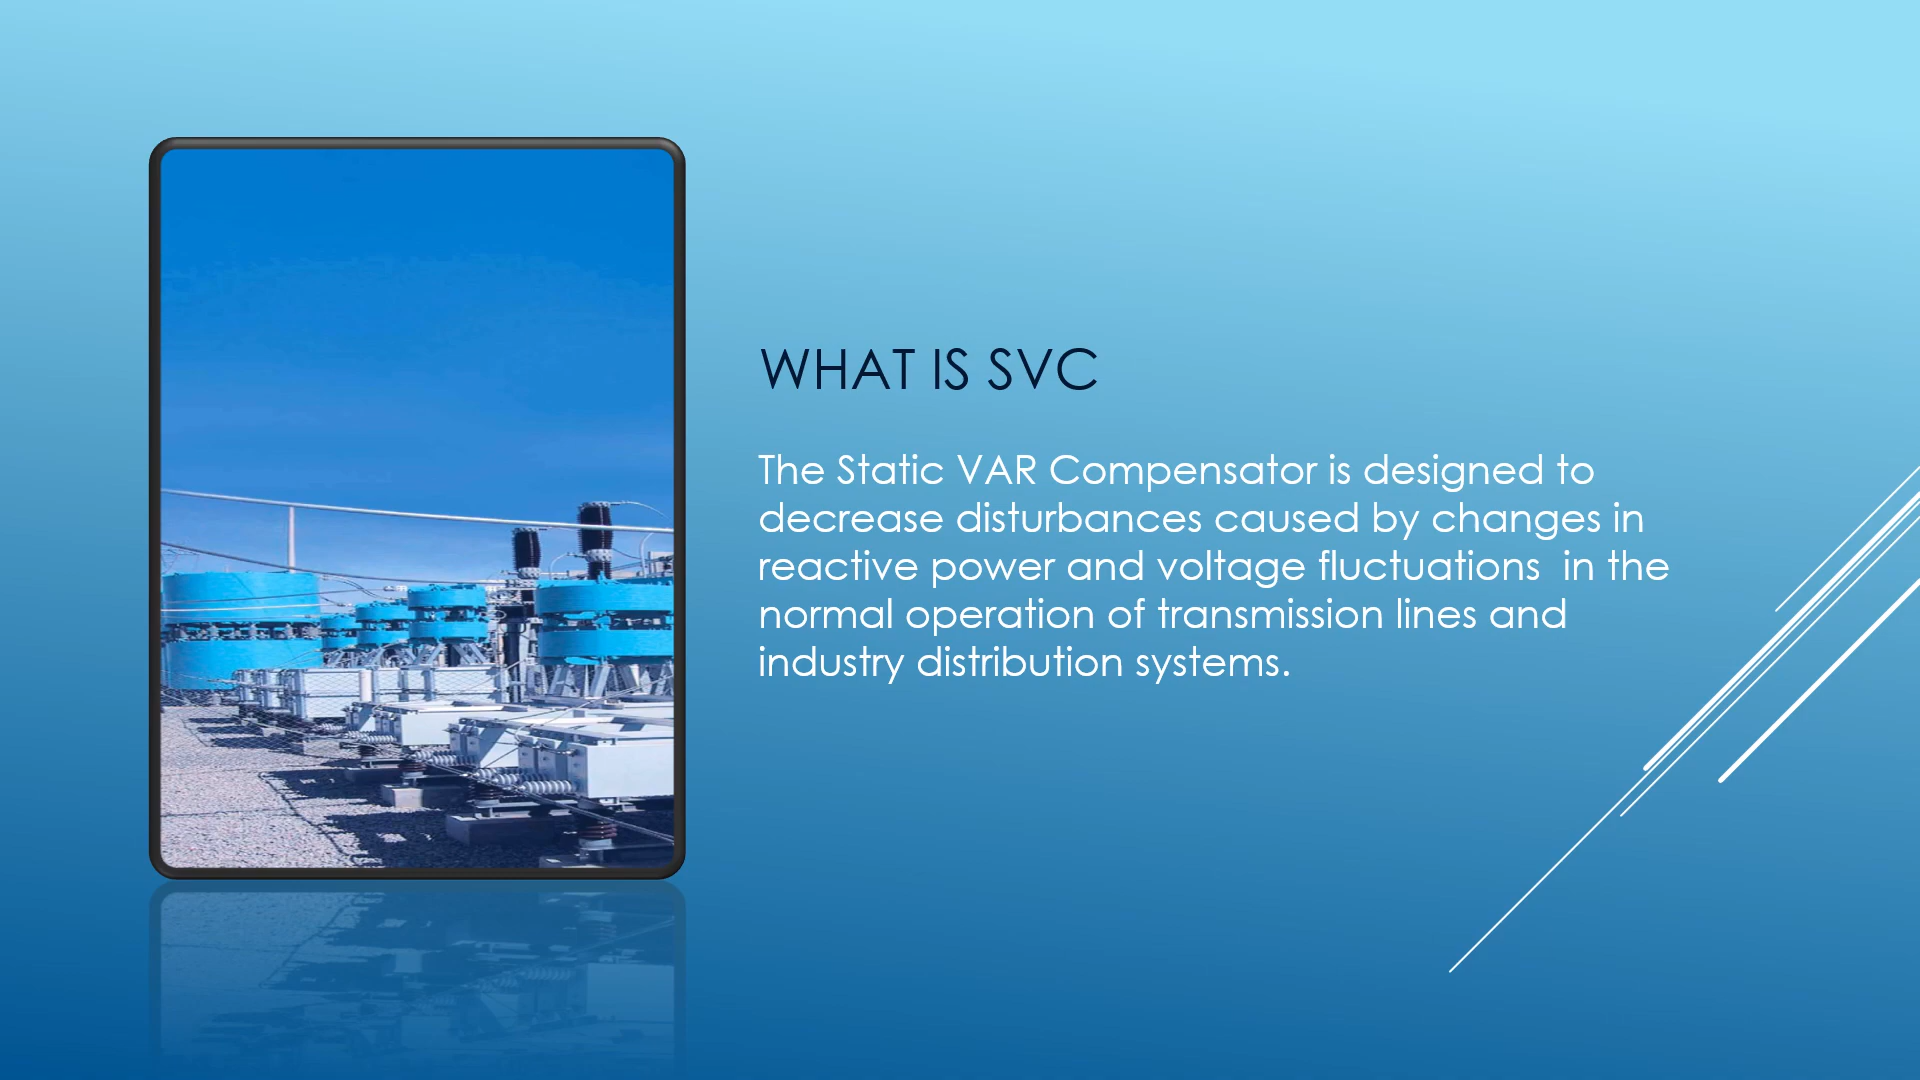 WHAT IS SVC
The Static VAR Compensator is designed to
decrease disturbances caused by changes in
reactive power and voltage fluctuations  in the
normal operation of transmission lines and
industry distribution systems.